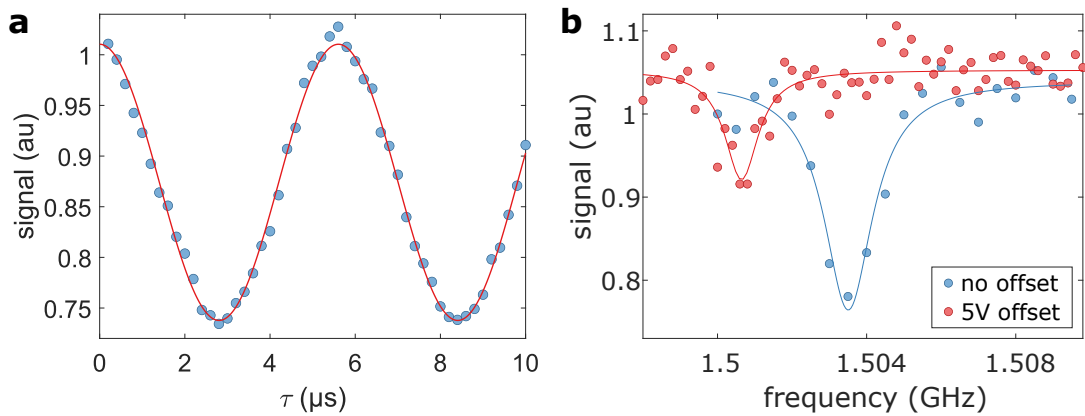 a
signal (au)
1
0.95
0.9
0.85
0.8
0.75
0
2
4
6
8
10
τ (μs)
b
signal (au)
1.1
1.0
0.9
0.8
no offset
5V offset
1.5
1.504
1.508
frequency (GHz)